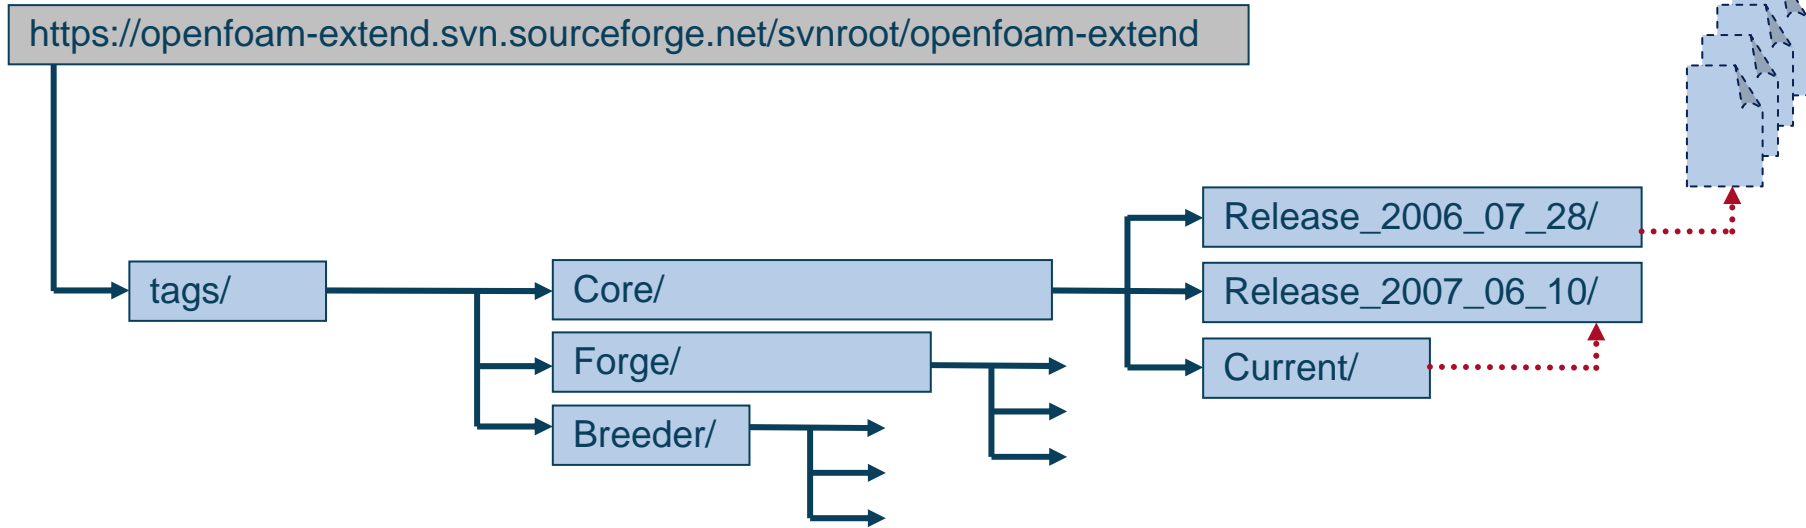 https://openfoam-extend.svn.sourceforge.net/svnroot/openfoam-extend
Release_2006_07_28/
tags/
Core/
Release_2007_06_10/
Forge/
Current/
Breeder/